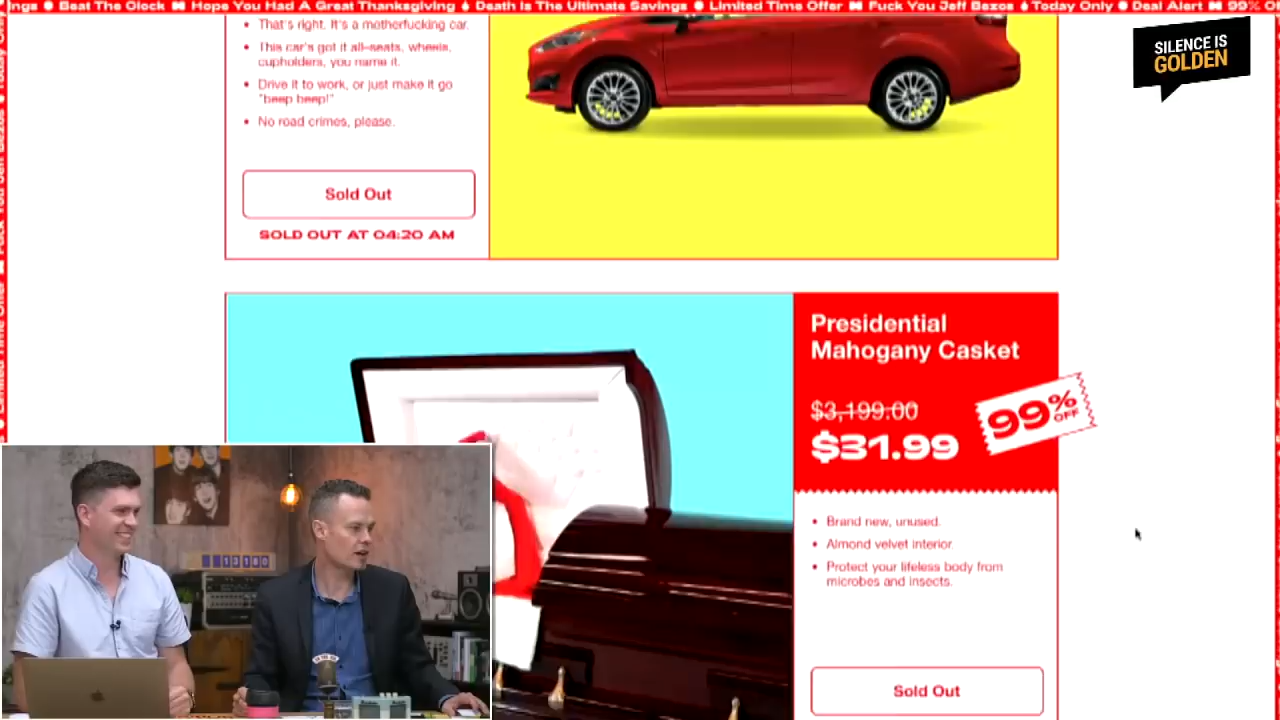 ngs Beat The Clock Hope You Had A Great Thanksgiving Death Is The Ultimate Savings Limited Time Offer Fuck You Jeff Bezos Today Only Deal Alert 99% Of
SILENCE IS
GOLDEN
• That's right. It's a motherfucking car.
• This car's got it all–seats, wheels,
cupholders, you name it.
• Drive it to work, or just make it go
"beep beep!"
• No road crimes, please.
Sold Out
SOLD OUT AT 04:20 AM
Presidential
Mahogany Casket
$3,199.00
$31.99
99%
OFF
• Brand new, unused.
• Almond velvet interior.
• Protect your lifeless body from
microbes and insects.
Sold Out
13180